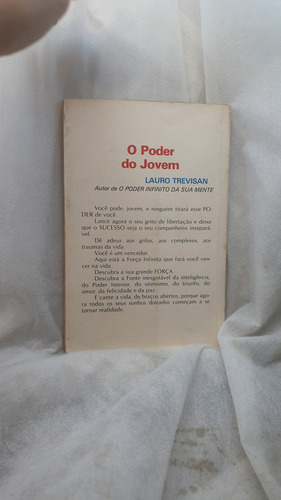 O Poder
do Jovem
LAURO TREVISAN
Autor de O PODER INFINITO DA SUA MENTE
Você pode, jovem, e ninguém tirará esse PO-
DER de você.
Lance agora o seu grito de libertação e deixe
que o SUCESSO seja o seu companheiro insepará-
vel.
Dê adeus aos grilos, aos complexos, aos
traumas da vida.
Você é um vencedor.
Aqui está a Força Infinita que fará você ven-
cer na vida.
Descubra a sua grande FORÇA.
Descubra a Fonte inesgotável da inteligência,
do Poder Interior, do otimismo, do triunfo, do
amor, da felicidade e da paz.
E cante a vida, de braços abertos, porque ago-
ra todos os seus sonhos doirados começam a se
tornar realidade.